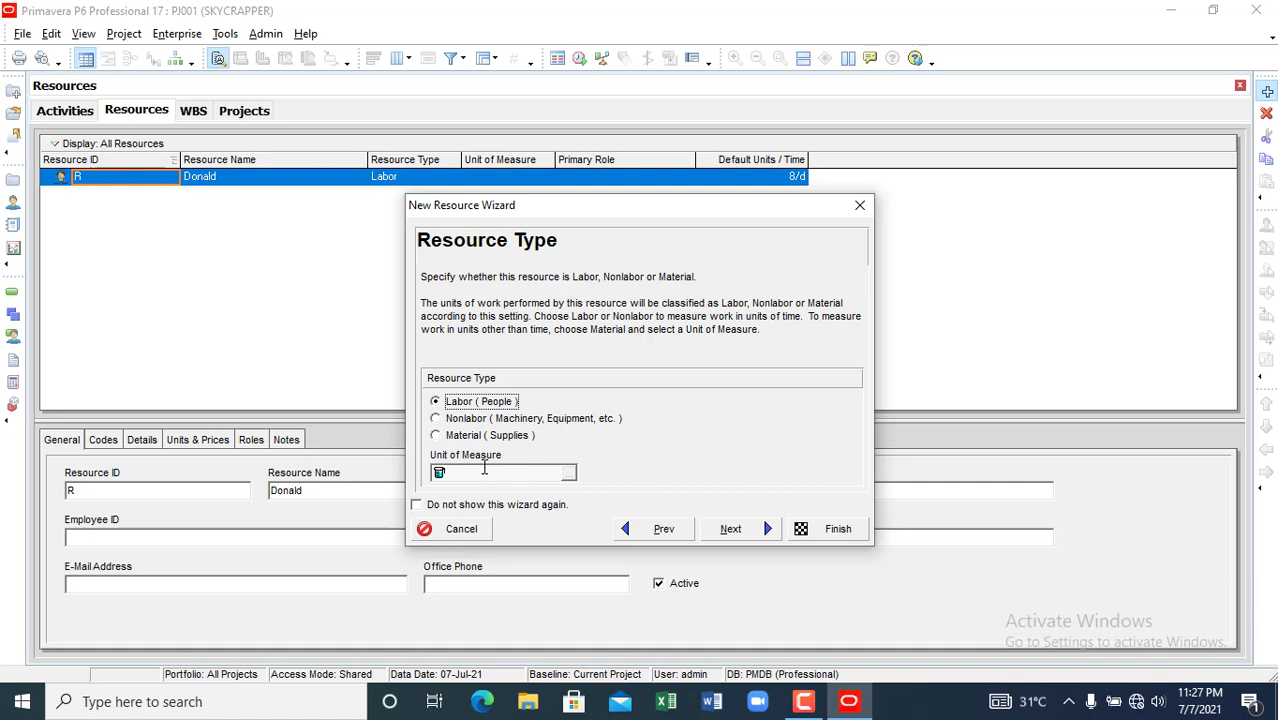 Primavera P6 Professional 17 : PJ001 (SKYCRAPPER)
File Edit View Project Enterprise Tools Admin Help
Resources
Activities Resources WBS Projects
Display: All Resources
Resource ID Resource Name Resource Type Unit of Measure Primary Role Default Units / Time
R Donald Labor 8/d
New Resource Wizard
Resource Type
Specify whether this resource is Labor, Nonlabor or Material.
The units of work performed by this resource will be classified as Labor, Nonlabor or Material
according to this setting. Choose Labor or Nonlabor to measure work in units of time. To measure
work in units other than time, choose Material and select a Unit of Measure.
Resource Type
Labor ( People )
Nonlabor ( Machinery, Equipment, etc. )
Material ( Supplies )
Unit of Measure
Do not show this wizard again.
Cancel Prev Next Finish
General Codes Details Units & Prices Roles Notes
Resource ID Resource Name
R Donald
Employee ID
E-Mail Address Office Phone
Active
Activate Windows
Go to Settings to activate Windows.
Portfolio: All Projects Access Mode: Shared Data Date: 07-Jul-21 Baseline: Current Project User: admin DB: PMDB (Professional)
Type here to search
31°C
11:27 PM
7/7/2021
1